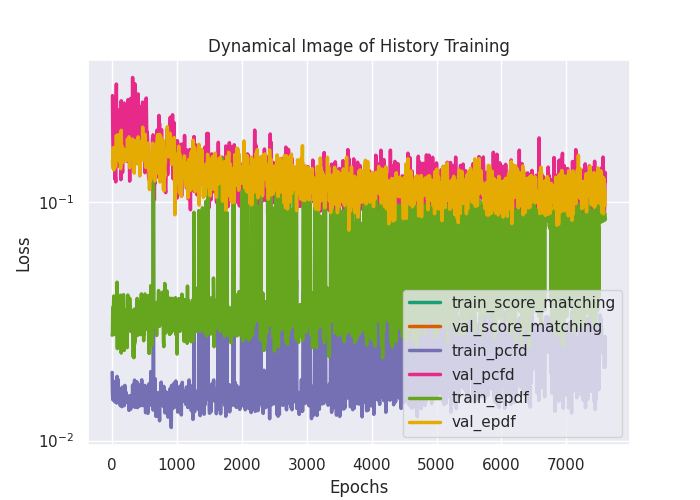 Dynamical Image of History Training
Loss
10⁻¹
10⁻²
train_score_matching
val_score_matching
train_pcfd
val_pcfd
train_epdf
val_epdf
0 1000 2000 3000 4000 5000 6000 7000
Epochs